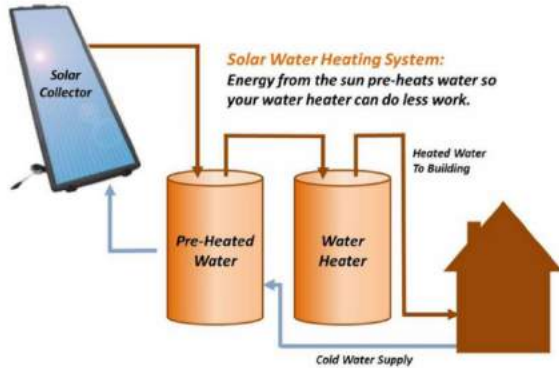 Solar
Collector
Solar Water Heating System:
Energy from the sun pre-heats water so
your water heater can do less work.
Heated Water
To Building
Pre-Heated
Water
Water
Heater
Cold Water Supply